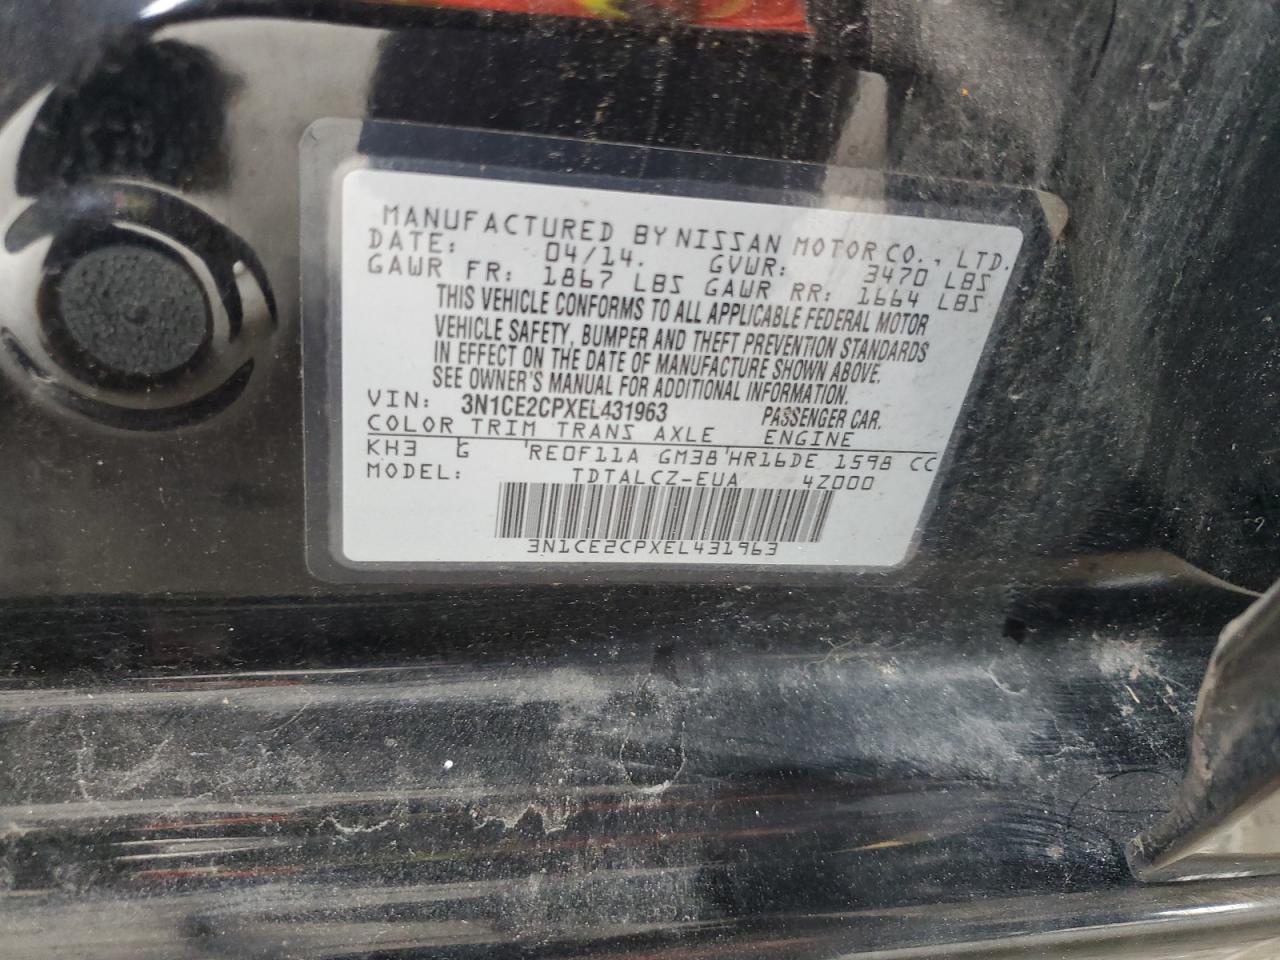 MANUFACTURED BY NISSAN MOTOR CO., LTD.
DATE: 04/14. GVWR: 3470 LBS
GAWR FR: 1867 LBS GAWR RR: 1664 LBS
THIS VEHICLE CONFORMS TO ALL APPLICABLE FEDERAL MOTOR
VEHICLE SAFETY, BUMPER AND THEFT PREVENTION STANDARDS
IN EFFECT ON THE DATE OF MANUFACTURE SHOWN ABOVE.
SEE OWNER'S MANUAL FOR ADDITIONAL INFORMATION.
VIN: 3N1CE2CPXEL431963 PASSENGER CAR.
COLOR TRIM TRANS AXLE ENGINE
KH3 G RE0F11A GM38 HR16DE 1598 CC
MODEL: TDTALCZ-EUA 4Z000
3N1CE2CPXEL431963